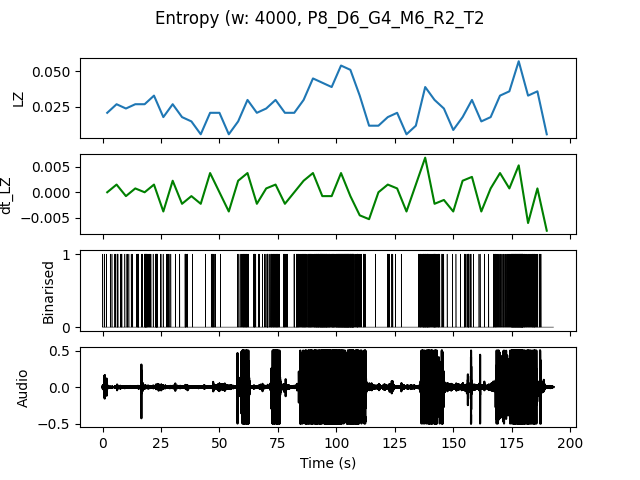 Entropy (w: 4000, P8_D6_G4_M6_R2_T2
LZ
0.050
0.025
dt_LZ
0.005
0.000
−0.005
Binarised
1
0
Audio
0.5
0.0
−0.5
0 25 50 75 100 125 150 175 200
Time (s)